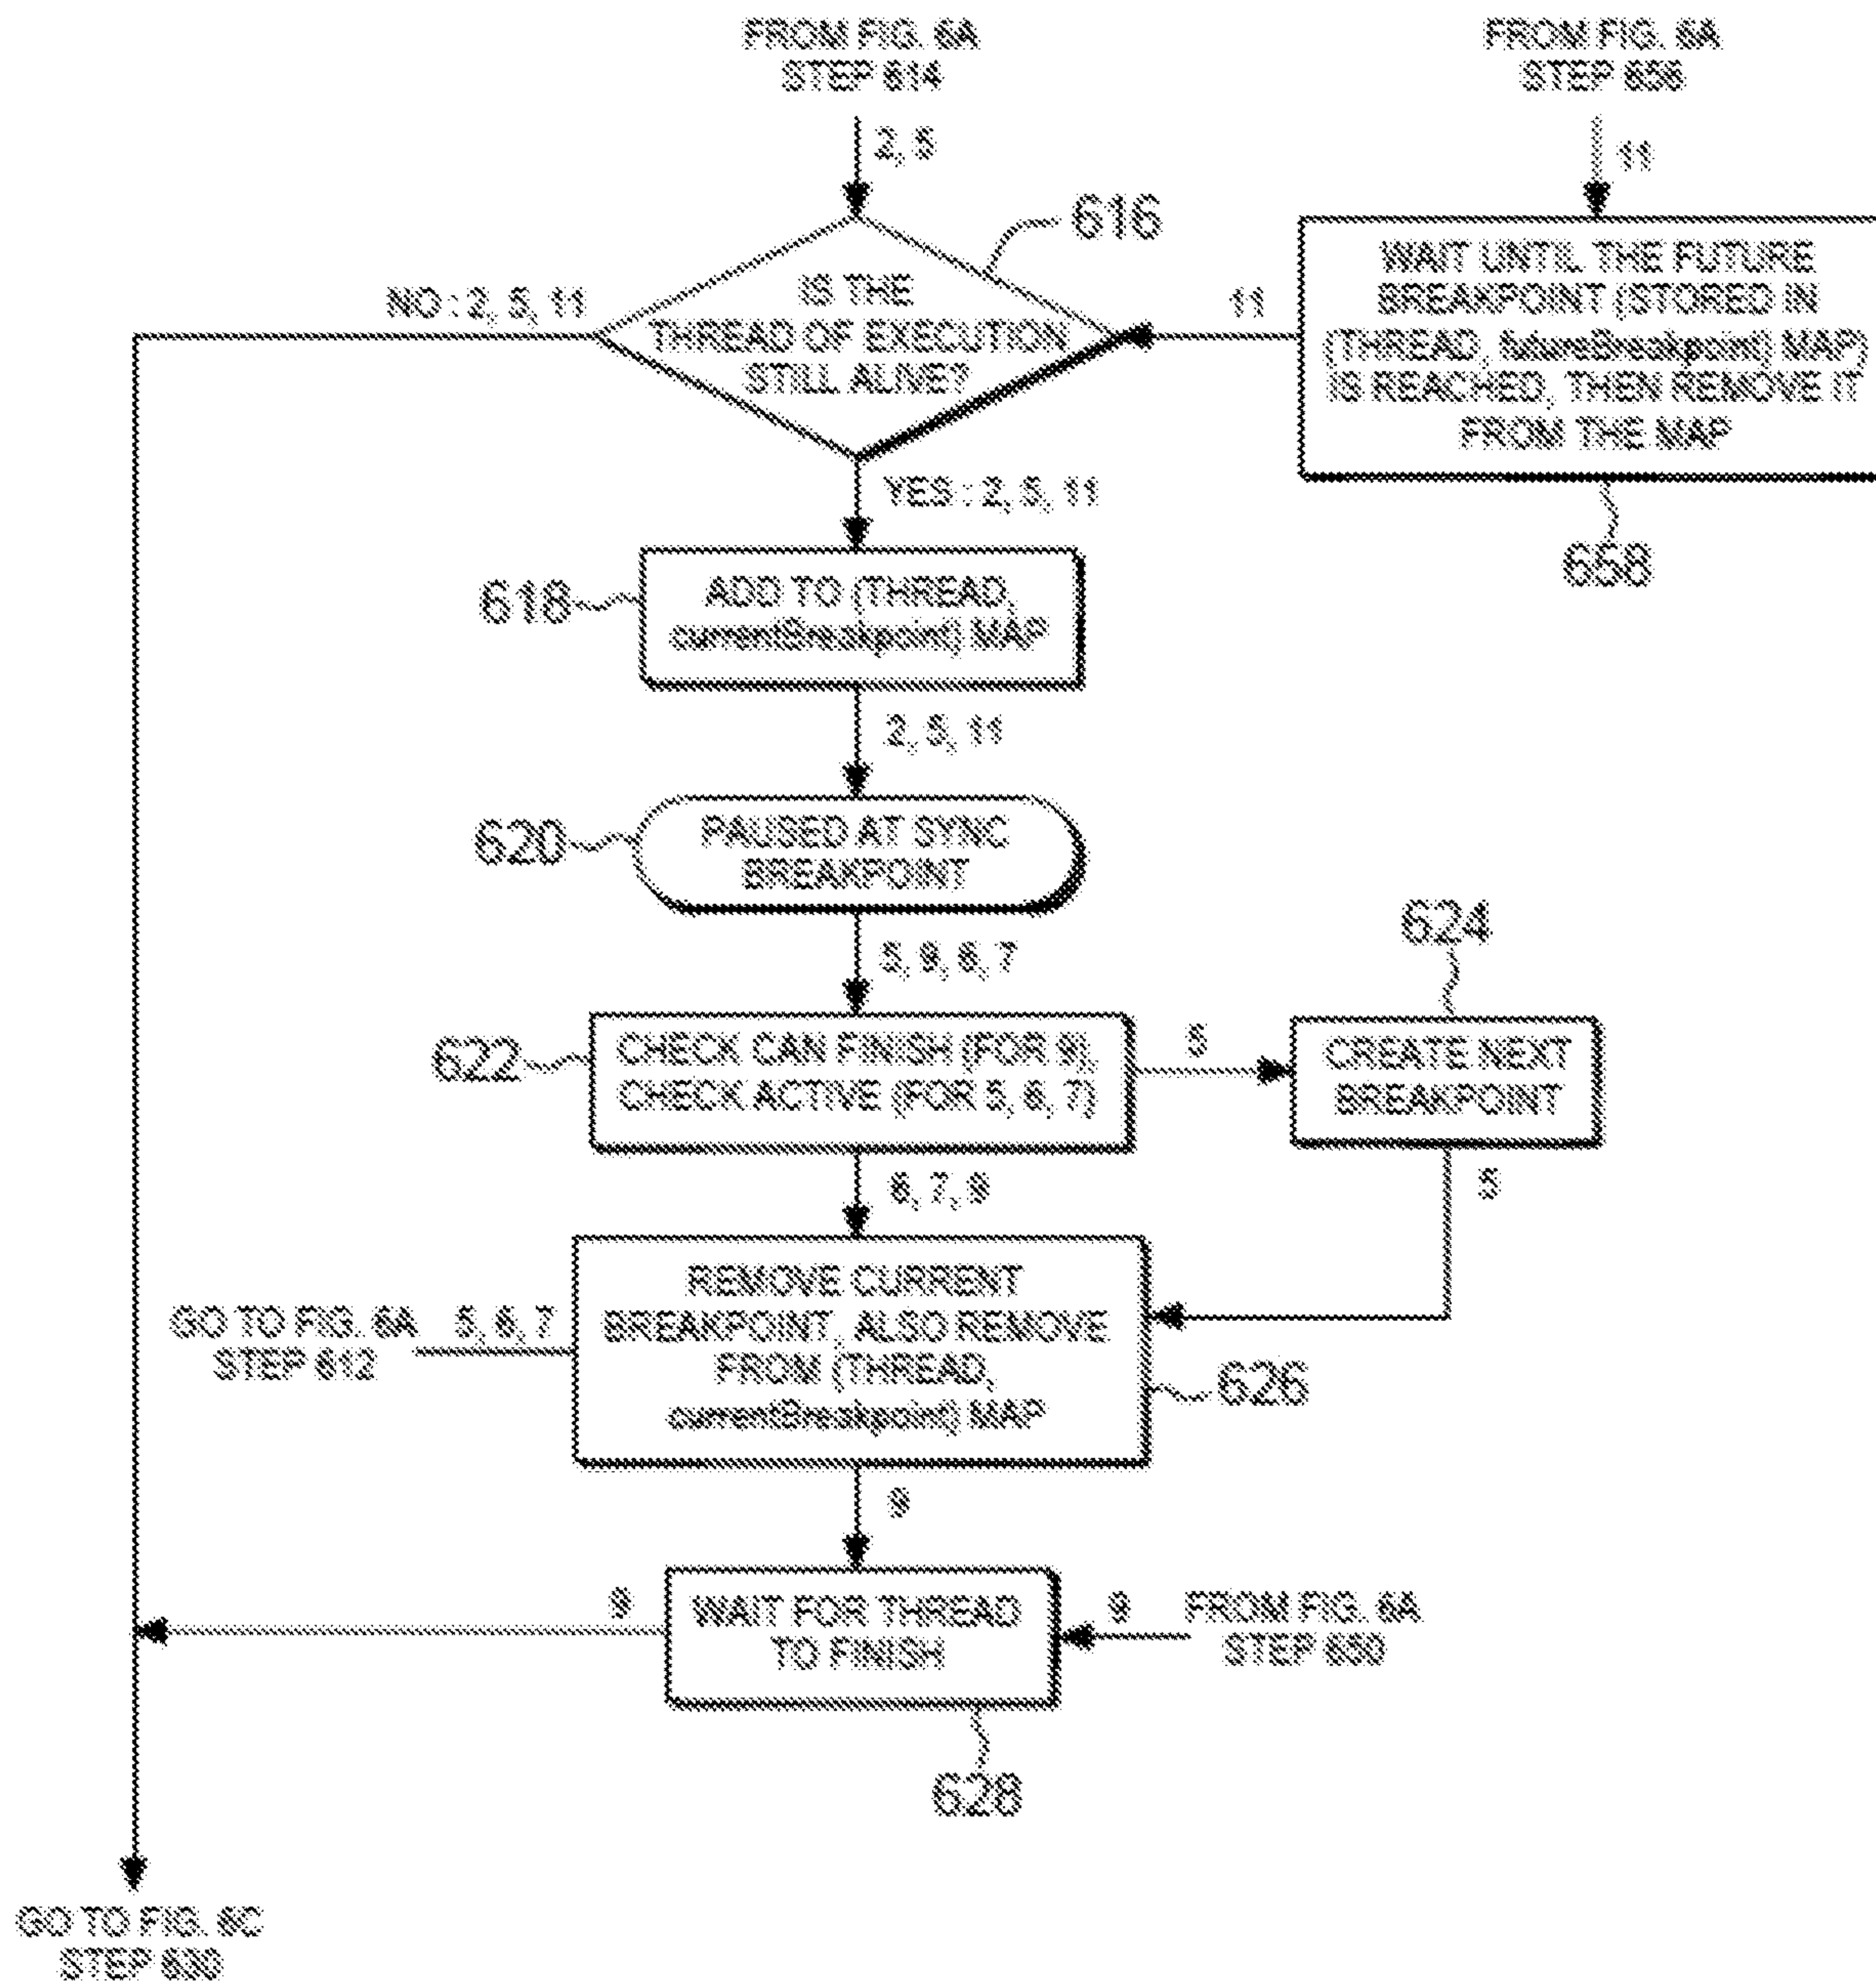 FROM FIG. 6A
STEP 614
FROM FIG. 6A
STEP 656
2, 5
11
616
IS THE
THREAD OF EXECUTION
STILL ALIVE?
NO : 2, 5, 11
11
WAIT UNTIL THE FUTURE
BREAKPOINT (STORED IN
(THREAD, futureBreakpoint) MAP)
IS REACHED, THEN REMOVE IT
FROM THE MAP
658
YES : 2, 5, 11
618
ADD TO (THREAD,
currentBreakpoint) MAP
2, 5, 11
620
PAUSED AT SYNC
BREAKPOINT
5, 9, 6, 7
624
622
CHECK CAN FINISH (FOR 9),
CHECK ACTIVE (FOR 5, 6, 7)
5
CREATE NEXT
BREAKPOINT
6, 7, 9
5
REMOVE CURRENT
BREAKPOINT, ALSO REMOVE
FROM (THREAD,
currentBreakpoint) MAP
GO TO FIG. 6A
STEP 612
5, 6, 7
626
9
9
WAIT FOR THREAD
TO FINISH
9
FROM FIG. 6A
STEP 650
628
GO TO FIG. 6C
STEP 630